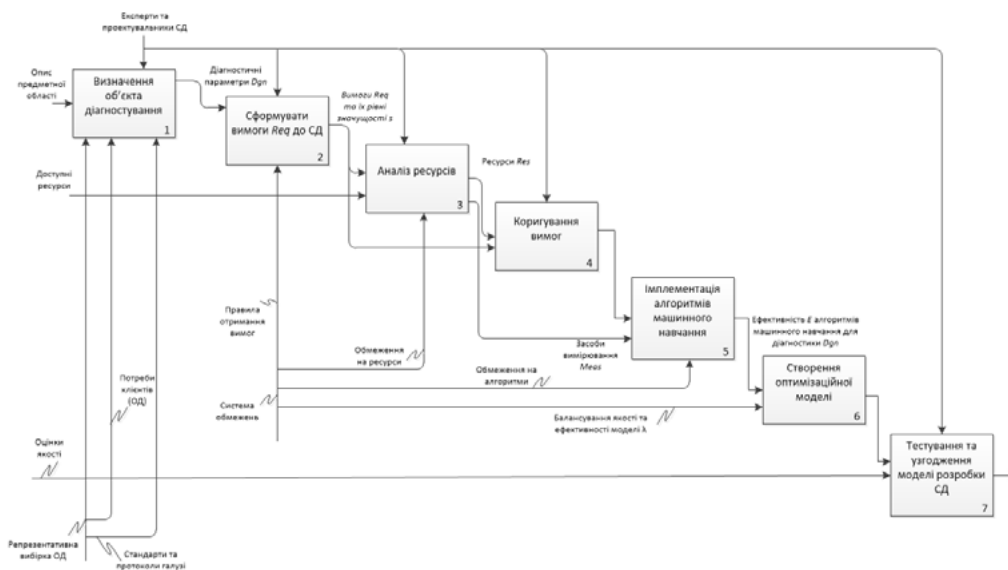 Експерти та
проектувальники СД
Опис
предметної
області
Визначення
об'єкта
діагностування
1
Діагностичні
параметри Dgn
Сформувати
вимоги Req до СД
2
Вимоги Req
та їх рівні
значущості s
Доступні
ресурси
Аналіз ресурсів
3
Ресурси Res
Коригування
вимог
4
Правила
отримання
вимог
Обмеження
на ресурси
Імплементація
алгоритмів
машинного
навчання
5
Засоби
вимірювання
Meas
Ефективність E алгоритмів
машинного навчання для
діагностики Dgn
Обмеження на
алгоритми
Створення
оптимізаційної
моделі
6
Потреби
клієнтів
(ОД)
Система
обмежень
Балансування якості та
ефективності моделі λ
Оцінки
якості
Тестування та
узгодження
моделі розробки
СД
7
Репрезентативна
вибірка ОД
Стандарти та
протоколи галузі